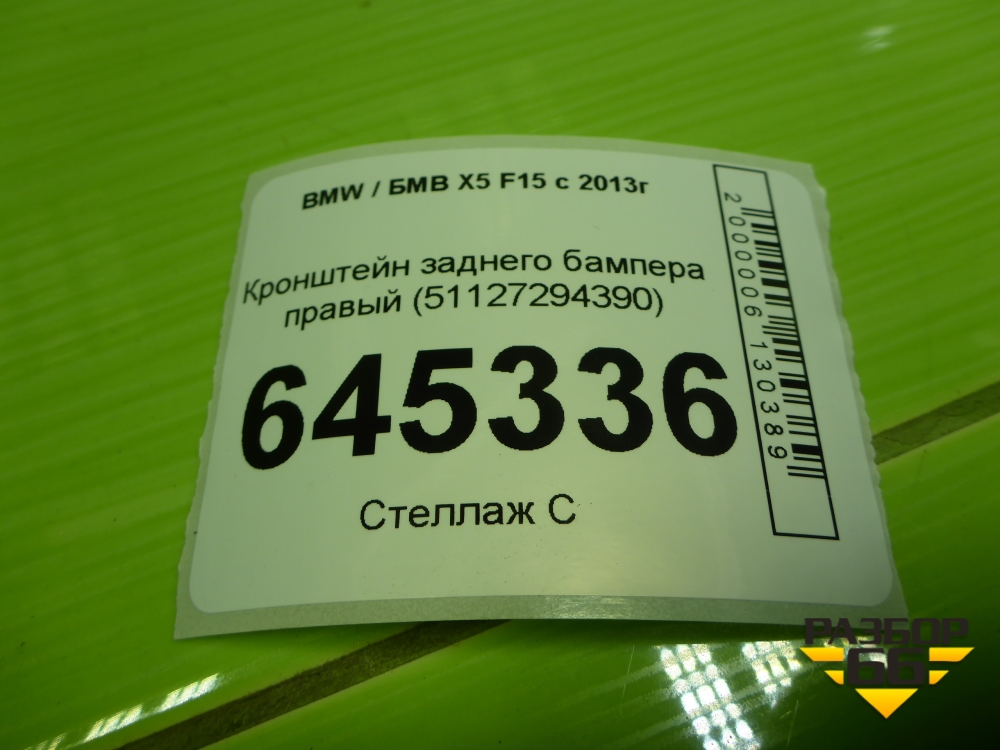 BMW / БМВ X5 F15 с 2013г
Кронштейн заднего бампера
правый (51127294390)
645336
Стеллаж С
2000006130389
РАЗБОР
66